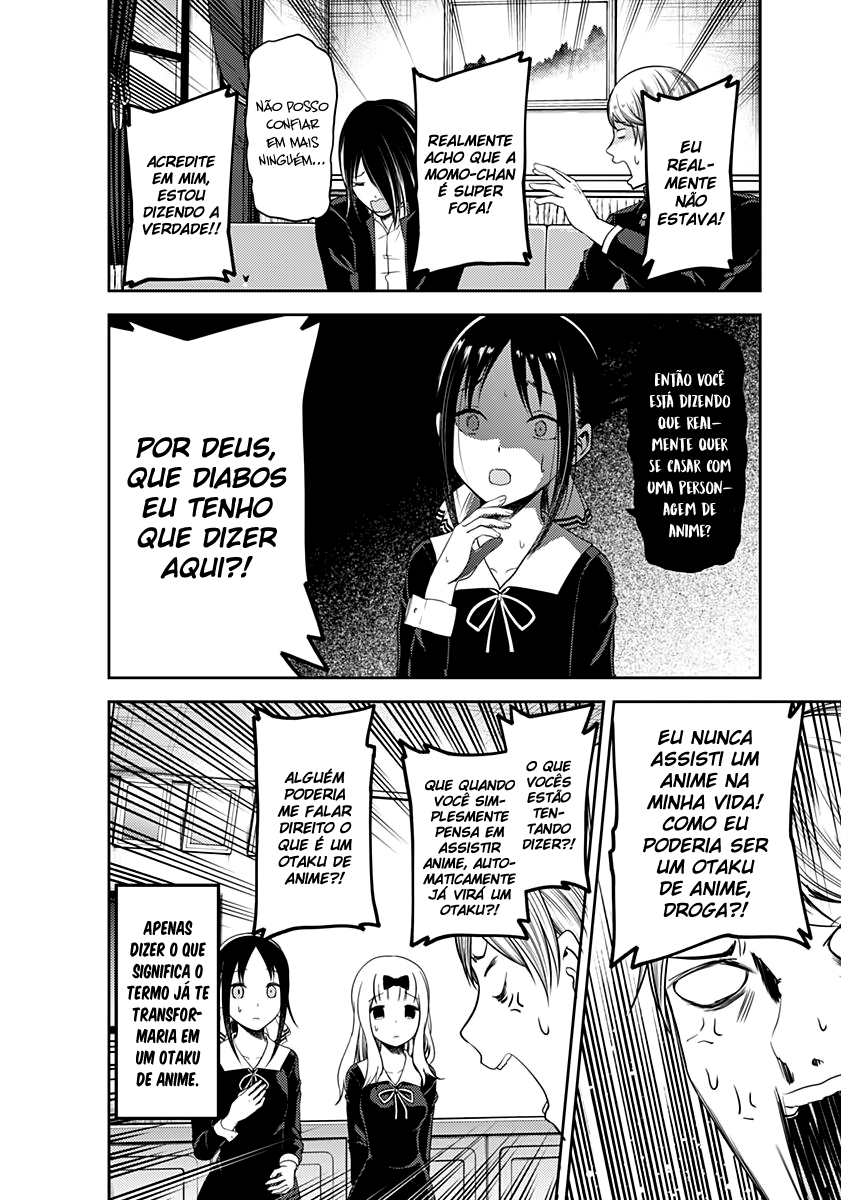 EU
REAL-
MENTE
NÃO
ESTAVA!
REALMENTE
ACHO QUE A
MOMO-CHAN
É SUPER
FOFA!
NÃO POSSO
CONFIAR
EM MAIS
NINGUÉM...
ACREDITE
EM MIM,
ESTOU
DIZENDO A
VERDADE!!
ENTÃO VOCÊ
ESTÁ DIZENDO
QUE REAL-
MENTE QUER
SE CASAR COM
UMA PERSON-
AGEM DE
ANIME?
POR DEUS,
QUE DIABOS
EU TENHO
QUE DIZER
AQUI?!
EU NUNCA
ASSISTI UM
ANIME NA
MINHA VIDA!
COMO EU
PODERIA SER
UM OTAKU
DE ANIME,
DROGA?!
O QUE
VOCÊS
ESTÃO
TEN-
TANDO
DIZER?!
QUE QUANDO
VOCÊ SIM-
PLESMENTE
PENSA EM
ASSISTIR
ANIME, AUTO-
MATICAMENTE
JÁ VIRÁ UM
OTAKU?!
ALGUÉM
PODERIA
ME FALAR
DIREITO O
QUE É UM
OTAKU DE
ANIME?!
APENAS
DIZER O QUE
SIGNIFICA O
TERMO JÁ TE
TRANSFOR-
MARIA EM
UM OTAKU
DE ANIME.